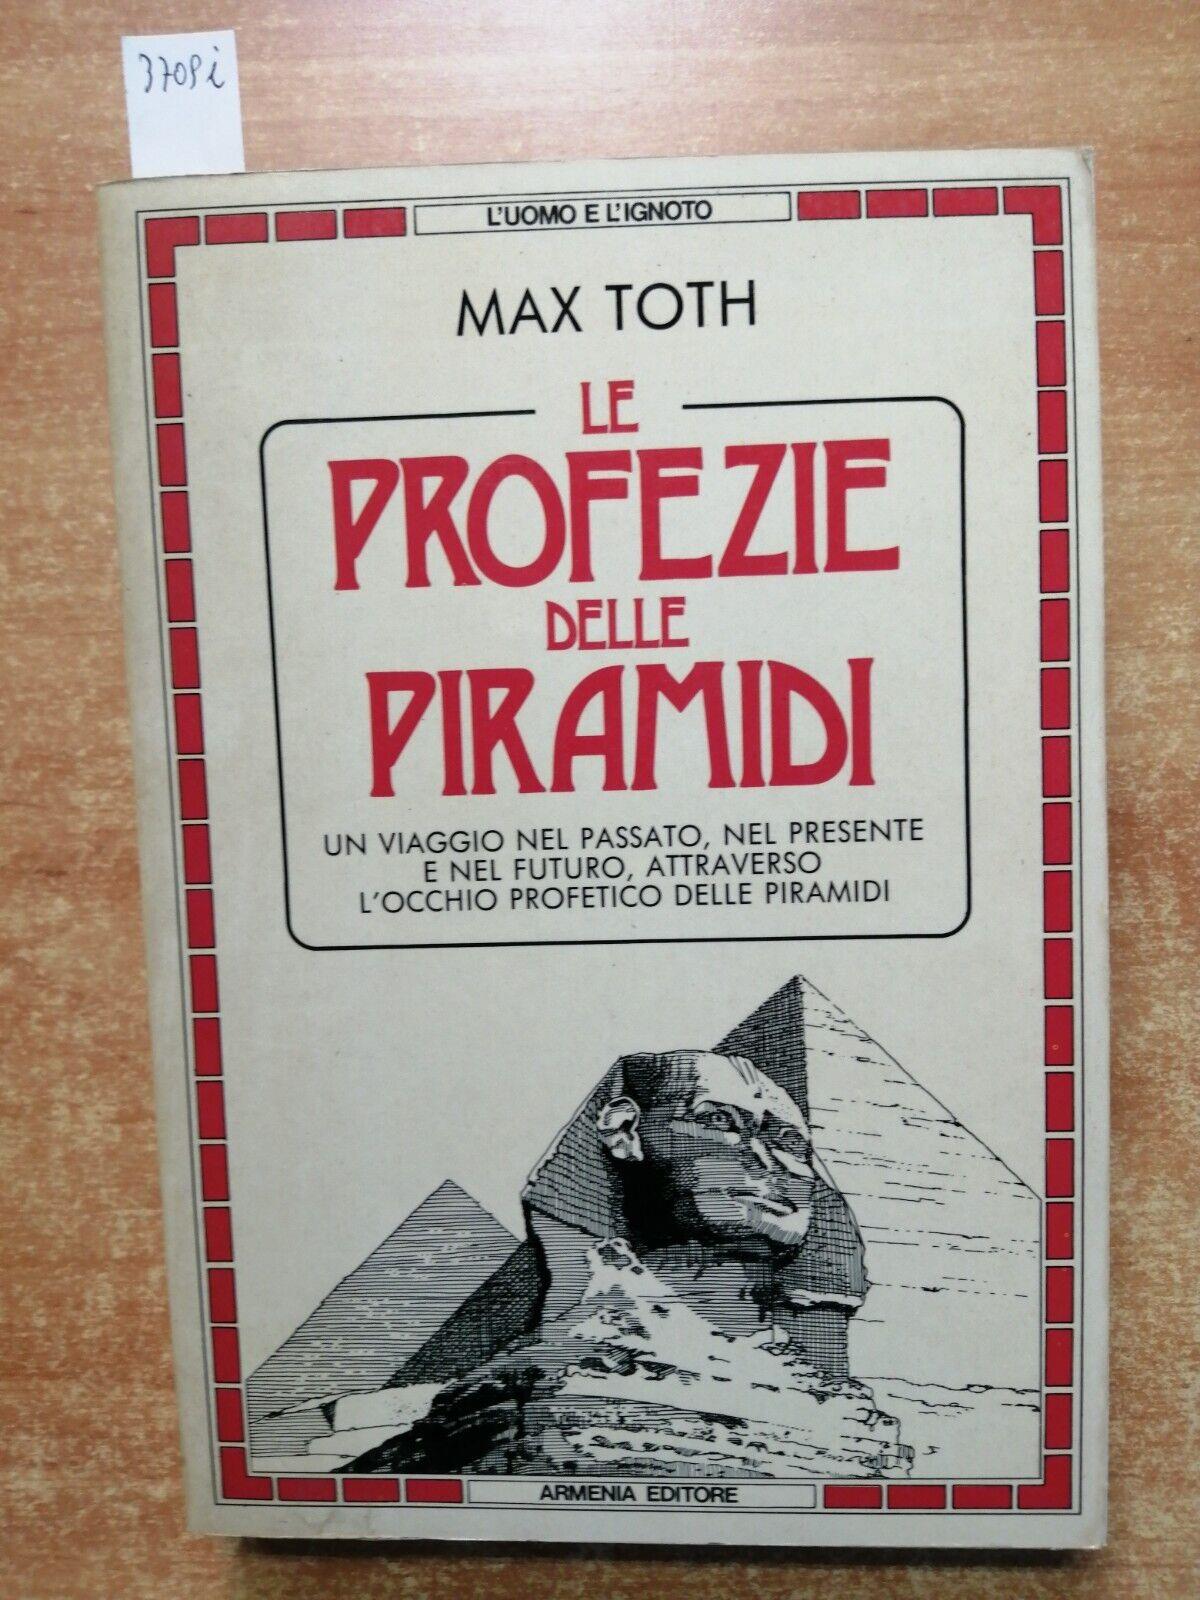 3709i
L'UOMO E L'IGNOTO
MAX TOTH
LE
PROFEZIE
DELLE
PIRAMIDI
UN VIAGGIO NEL PASSATO, NEL PRESENTE
E NEL FUTURO, ATTRAVERSO
L'OCCHIO PROFETICO DELLE PIRAMIDI
ARMENIA EDITORE